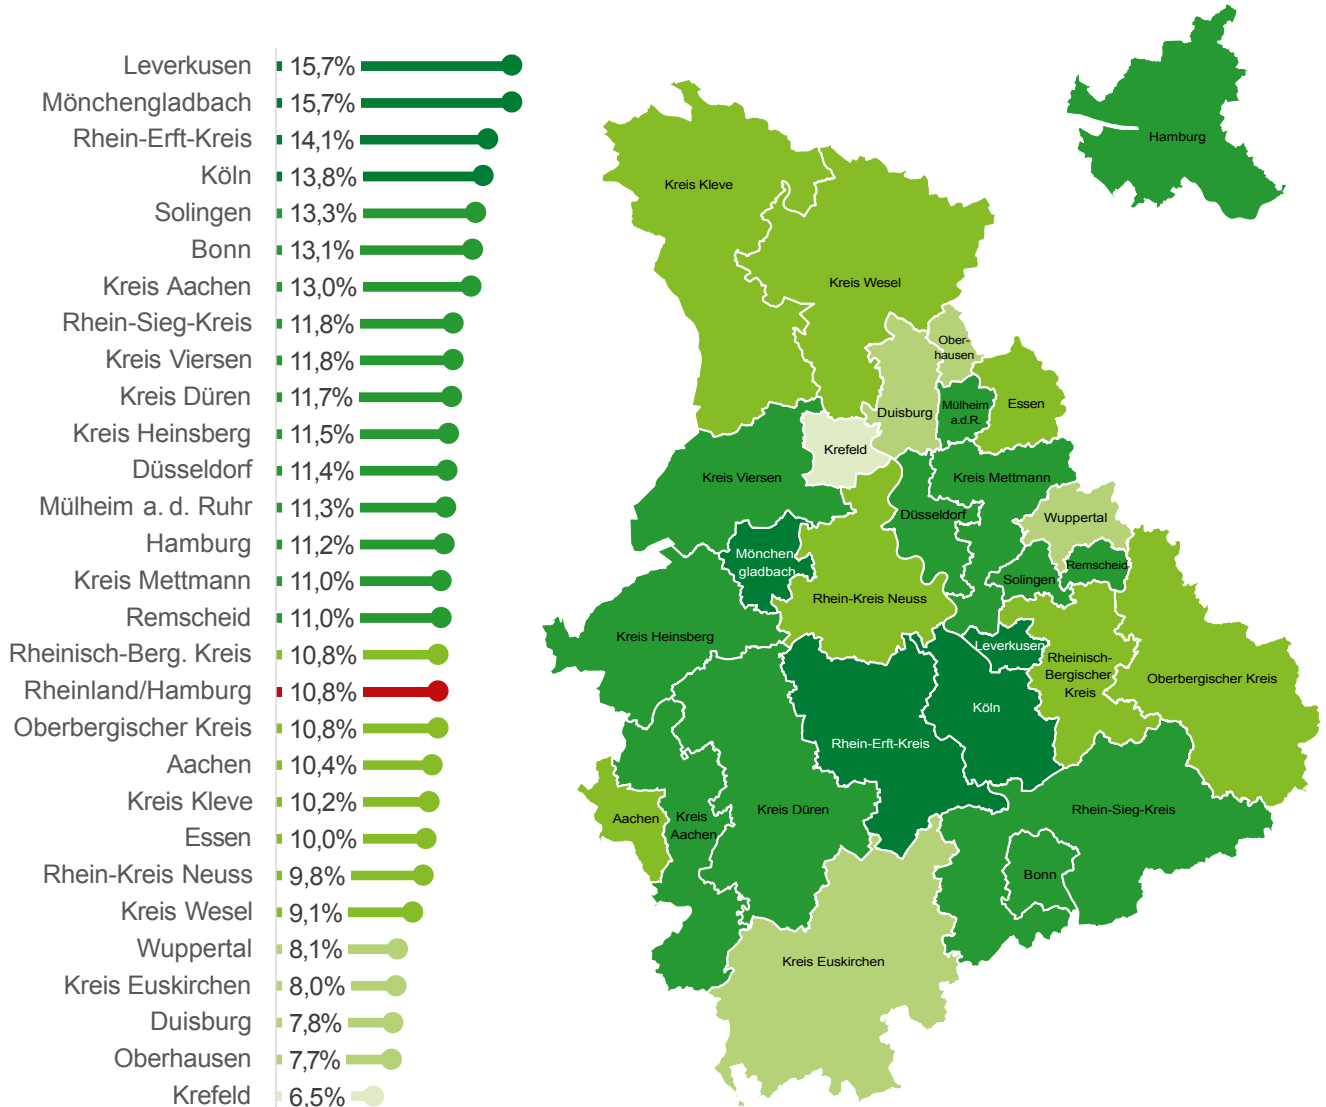 Leverkusen 15,7%
Mönchengladbach 15,7%
Rhein-Erft-Kreis 14,1%
Köln 13,8%
Solingen 13,3%
Bonn 13,1%
Kreis Aachen 13,0%
Rhein-Sieg-Kreis 11,8%
Kreis Viersen 11,8%
Kreis Düren 11,7%
Kreis Heinsberg 11,5%
Düsseldorf 11,4%
Mülheim a. d. Ruhr 11,3%
Hamburg 11,2%
Kreis Mettmann 11,0%
Remscheid 11,0%
Rheinisch-Berg. Kreis 10,8%
Rheinland/Hamburg 10,8%
Oberbergischer Kreis 10,8%
Aachen 10,4%
Kreis Kleve 10,2%
Essen 10,0%
Rhein-Kreis Neuss 9,8%
Kreis Wesel 9,1%
Wuppertal 8,1%
Kreis Euskirchen 8,0%
Duisburg 7,8%
Oberhausen 7,7%
Krefeld 6,5%
Hamburg
Kreis Kleve
Kreis Wesel
Ober-
hausen
Duisburg
Mülheim
a.d.R.
Essen
Krefeld
Kreis Viersen
Kreis Mettmann
Düsseldorf
Wuppertal
Mönchen
gladbach
Remscheid
Solingen
Rhein-Kreis Neuss
Kreis Heinsberg
Leverkusen
Rheinisch-
Bergischer
Kreis
Oberbergischer Kreis
Köln
Rhein-Erft-Kreis
Kreis Düren
Rhein-Sieg-Kreis
Aachen
Kreis
Aachen
Bonn
Kreis Euskirchen